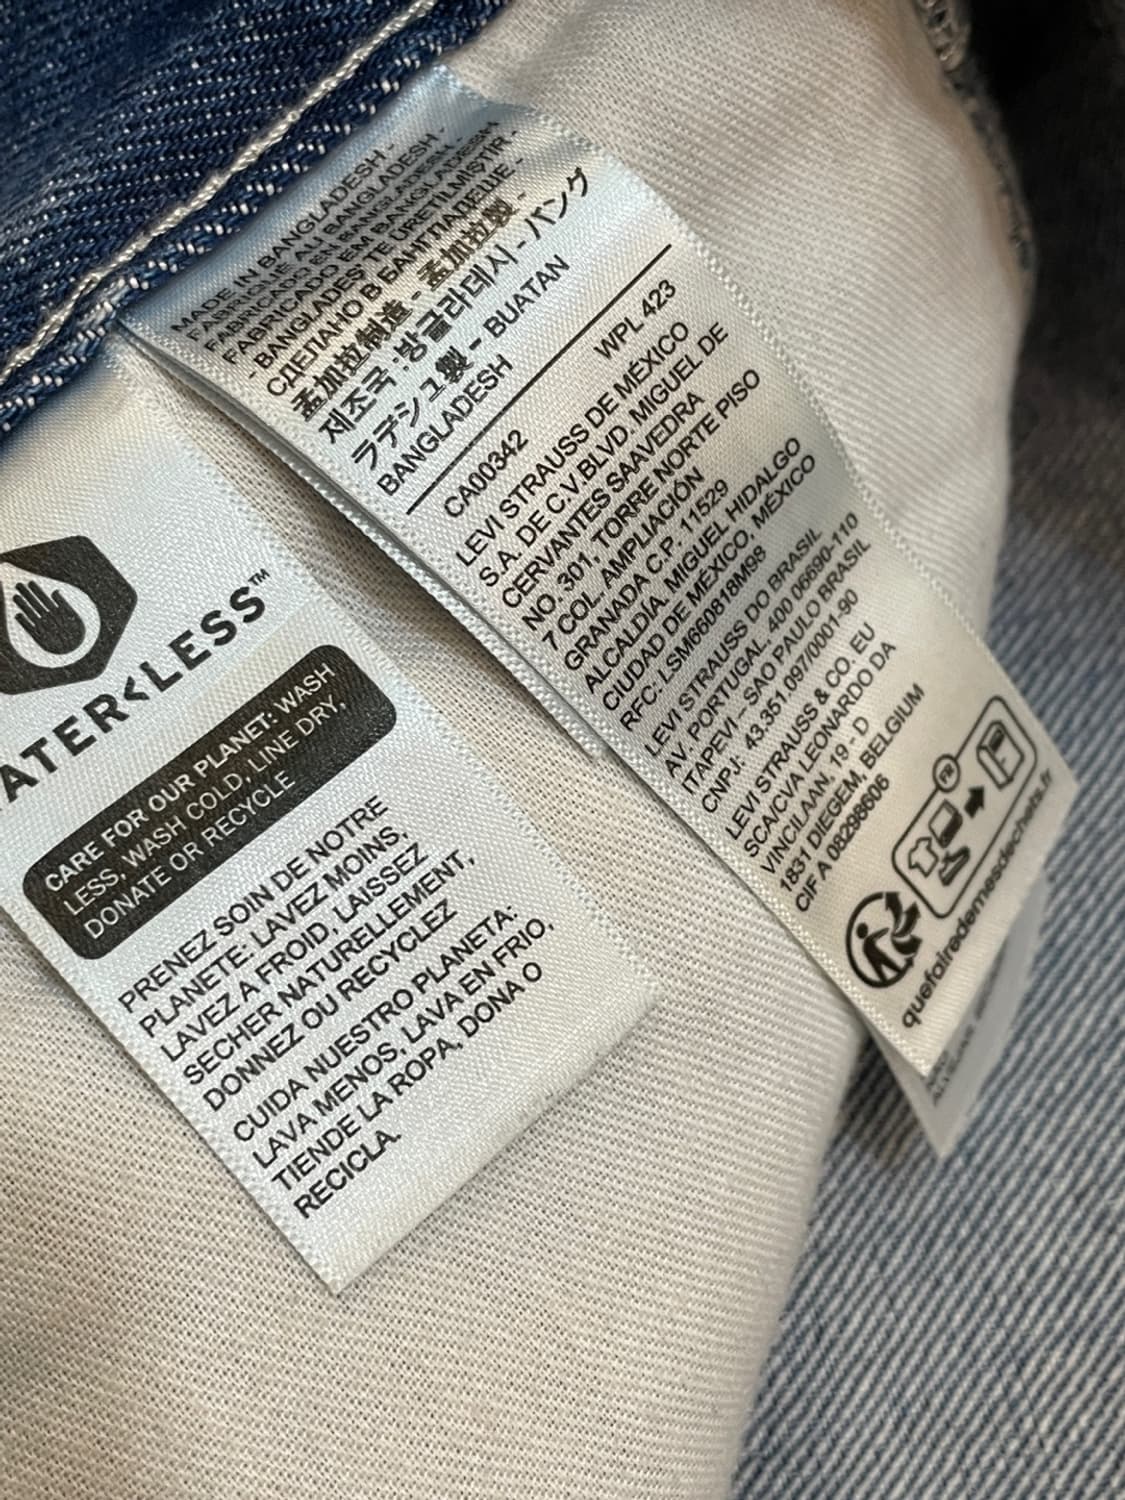 MADE IN BANGLADESH -
FABRIQUÉ AU BANGLADESH -
FABRICADO EN BANGLADESH -
FABRICADO EM BANGLADESH
- BANGLADEŞ'TE ÜRETİLMİŞTİR. -
СДЕЛАНО В БАНГЛАДЕШЕ -
孟加拉制造 - 孟加拉製 -
제조국 :방글라데시 - バング
ラデシュ製 - BUATAN
BANGLADESH
CA00342 WPL 423
LEVI STRAUSS DE MÉXICO
S.A. DE C.V.BLVD. MIGUEL DE
CERVANTES SAAVEDRA
NO. 301, TORRE NORTE PISO
7 COL. AMPLIACIÓN
GRANADA C.P. 11529
ALCALDÍA. MIGUEL HIDALGO
CIUDAD DE MÉXICO, MÉXICO
RFC: LSM660818M98
LEVI STRAUSS DO BRASIL
AV. PORTUGAL. 400 06690-110
ITAPEVI - SAO PAULO BRASIL
CNPJ: 43.351.097/0001-90
LEVI STRAUSS & CO. EU
SCA/CVA LEONARDO DA
VINCILAAN. 19 - D
1831 DIEGEM, BELGIUM
CIF A 08298606
FR
quefairedemesdechets.fr
ATER<LESS™
CARE FOR OUR PLANET: WASH
LESS, WASH COLD, LINE DRY,
DONATE OR RECYCLE
PRENEZ SOIN DE NOTRE
PLANETE: LAVEZ MOINS,
LAVEZ A FROID, LAISSEZ
SECHER NATURELLEMENT,
DONNEZ OU RECYCLEZ
CUIDA NUESTRO PLANETA:
LAVA MENOS, LAVA EN FRIO,
TIENDE LA ROPA, DONA O
RECICLA.